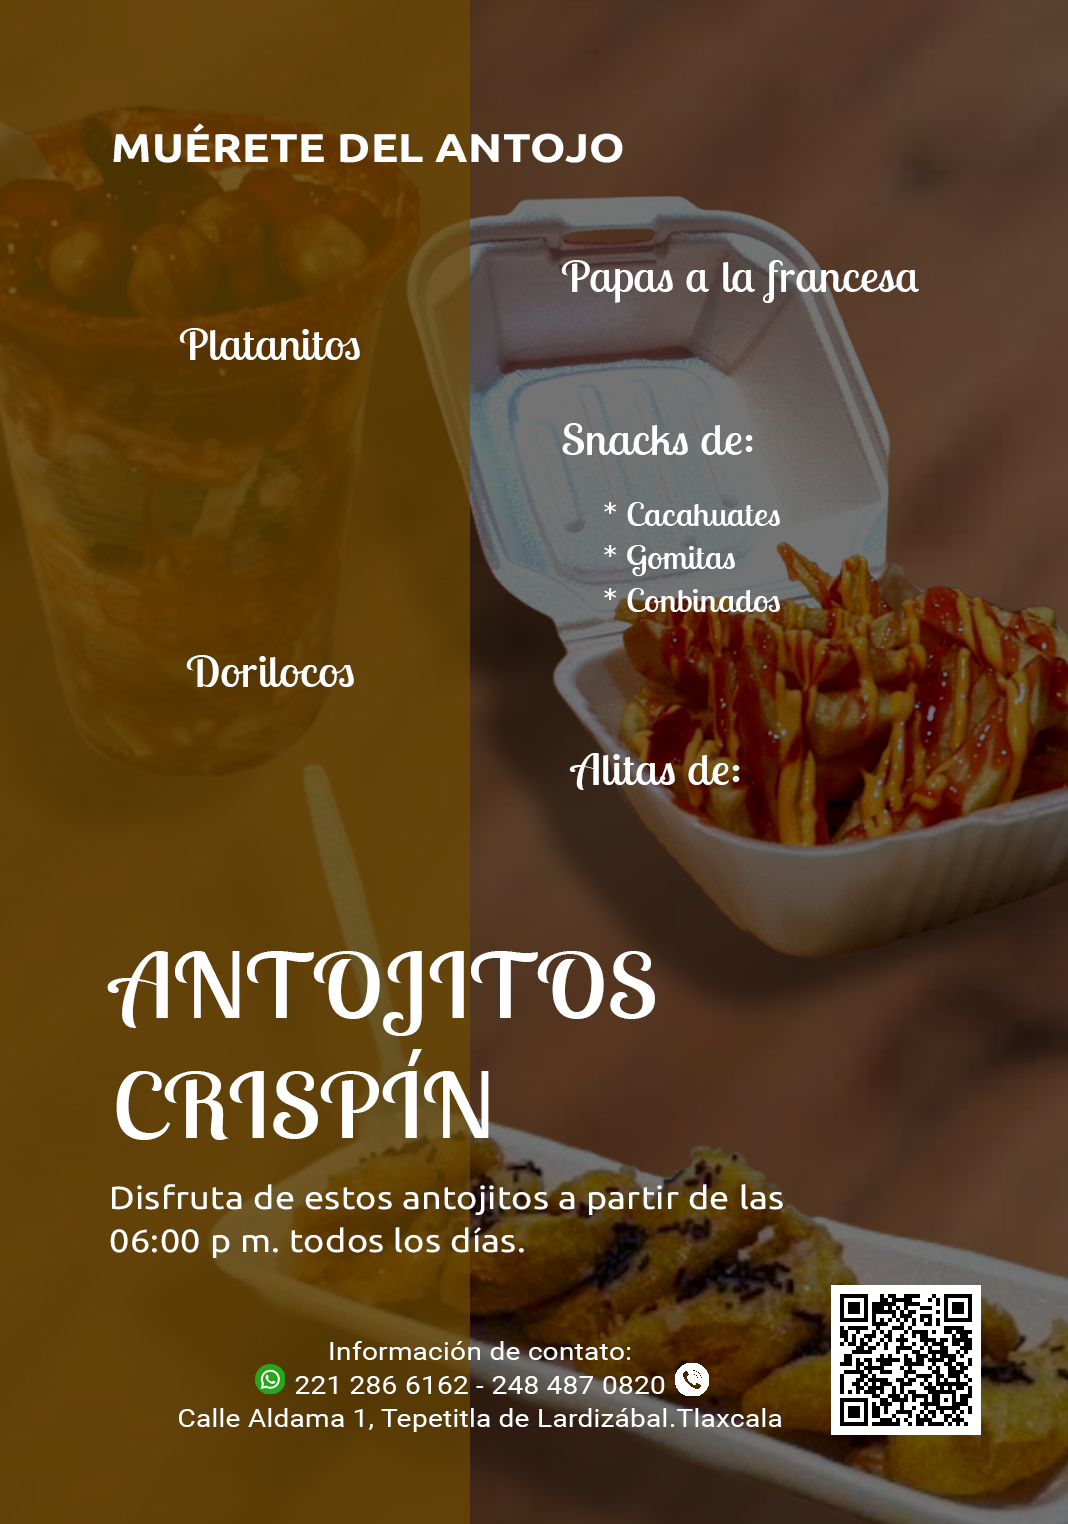 MUÉRETE DEL ANTOJO
Platanitos
Dorilocos
Papas a la francesa
Snacks de:
* Cacahuates
* Gomitas
* Conbinados
Alitas de:
ANTOJITOS
CRISPÍN
Disfruta de estos antojitos a partir de las
06:00 p m. todos los días.
Información de contato:
221 286 6162 - 248 487 0820
Calle Aldama 1, Tepetitla de Lardizábal.Tlaxcala